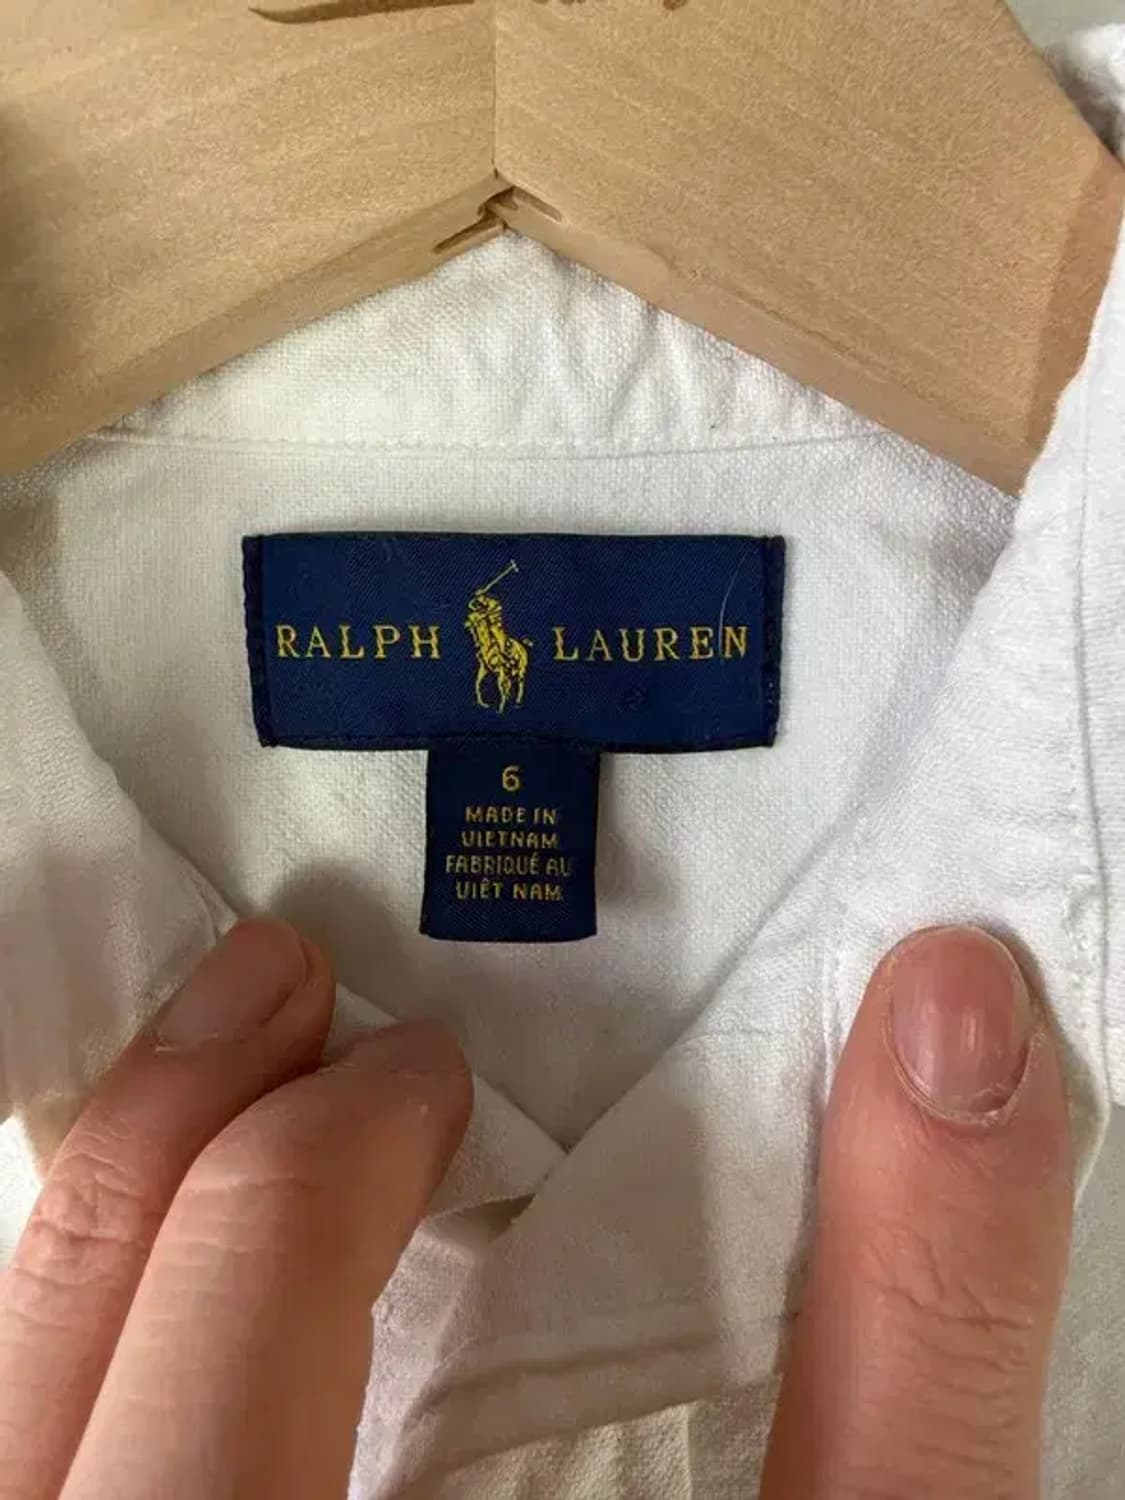 RALPH LAUREN
6
MADE IN
VIETNAM
FABRIQUÉ AU
VIÊT NAM